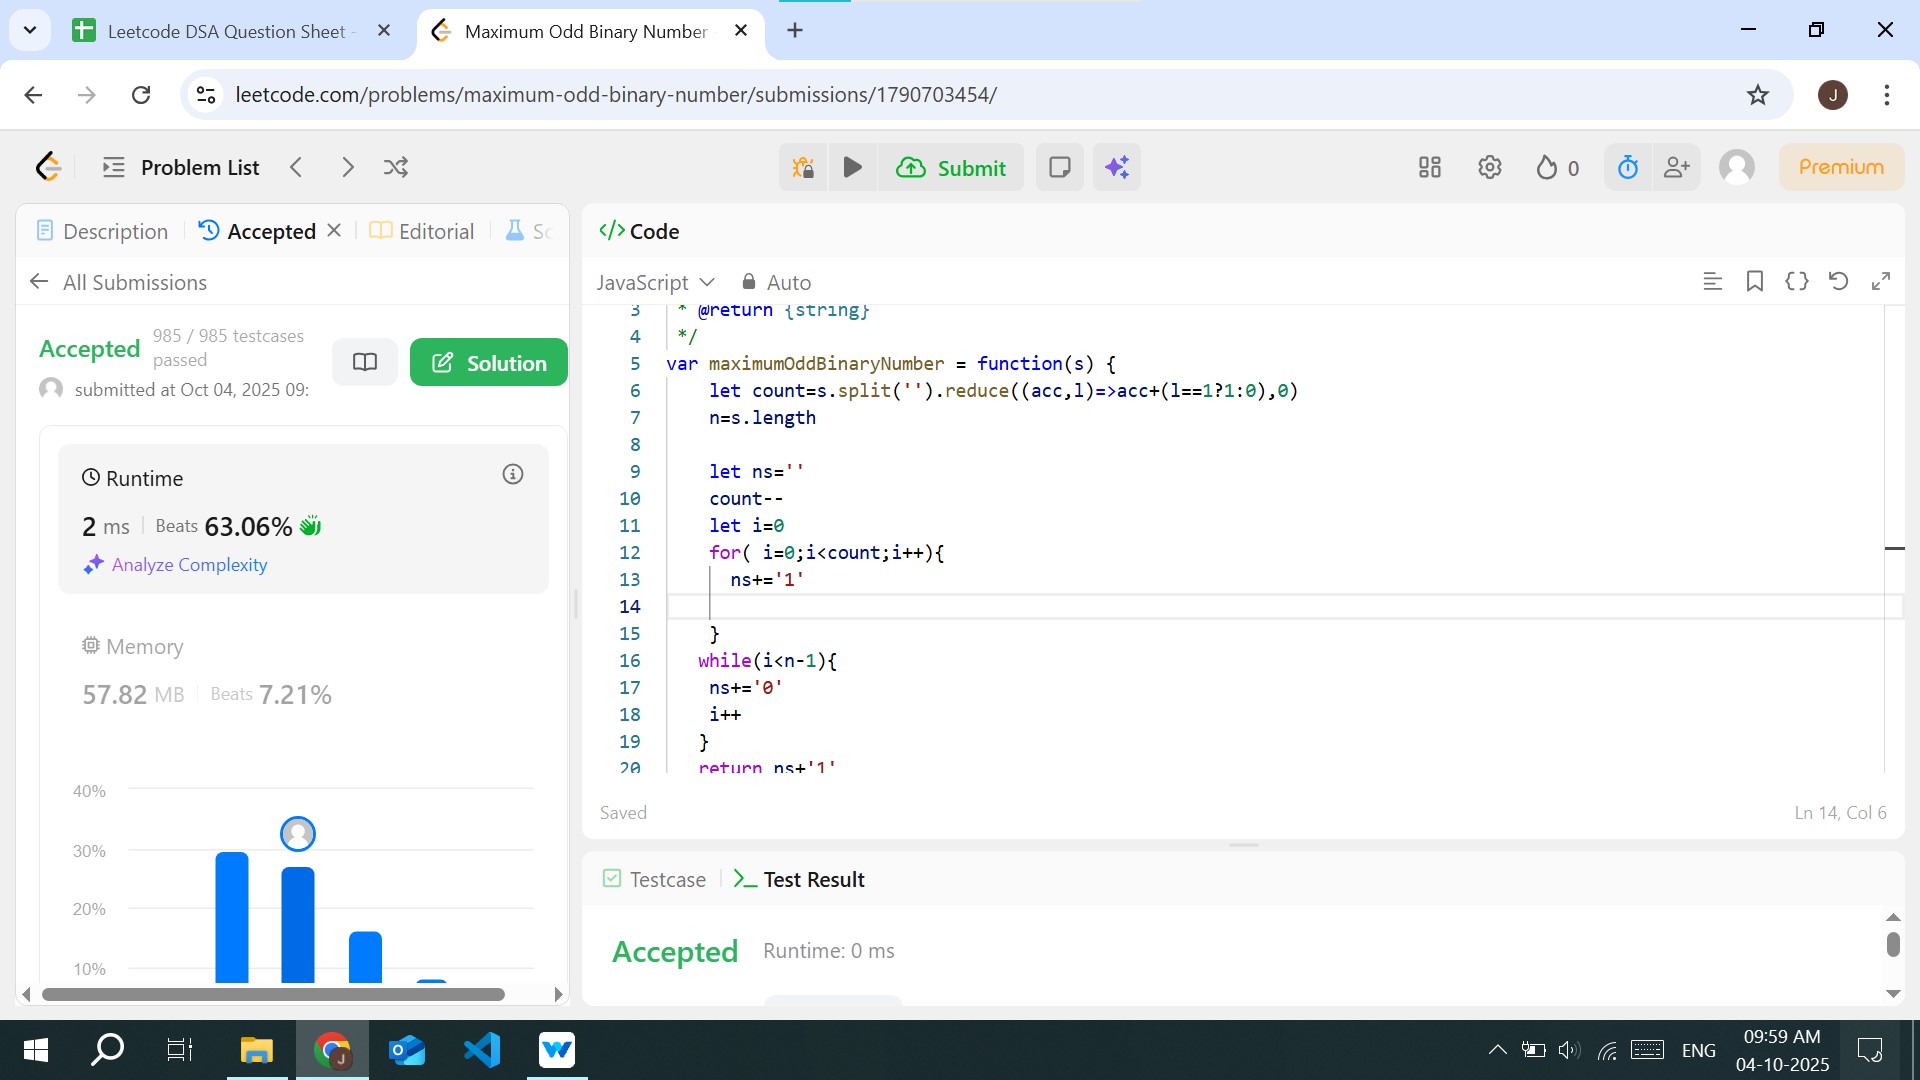 Leetcode DSA Question Sheet -
Maximum Odd Binary Number
leetcode.com/problems/maximum-odd-binary-number/submissions/1790703454/
J
Problem List
Submit
0
Premium
Description
Accepted
Editorial
So
All Submissions
Accepted
985 / 985 testcases
passed
submitted at Oct 04, 2025 09:
Solution
Runtime
2 ms
Beats 63.06%
Analyze Complexity
Memory
57.82 MB
Beats 7.21%
40%
30%
20%
10%
</> Code
JavaScript
Auto
3 * @return {string}
4 */
5 var maximumOddBinaryNumber = function(s) {
6 let count=s.split('').reduce((acc,l)=>acc+(l==1?1:0),0)
7 n=s.length
8
9 let ns=''
10 count--
11 let i=0
12 for( i=0;i<count;i++){
13 ns+='1'
14
15 }
16 while(i<n-1){
17 ns+='0'
18 i++
19 }
20 return ns+'1'
Saved
Ln 14, Col 6
Testcase
Test Result
Accepted
Runtime: 0 ms
J
ENG
09:59 AM
04-10-2025